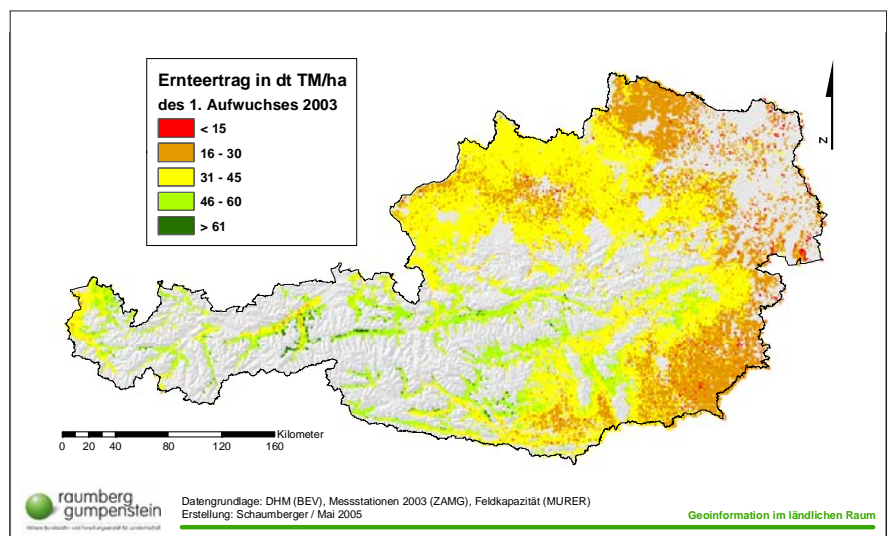 Ernteertrag in dt TM/ha
des 1. Aufwuchses 2003
< 15
16 - 30
31 - 45
46 - 60
> 61
N
Kilometer
0 20 40 80 120 160
raumberg
gumpenstein
Datengrundlage: DHM (BEV), Messstationen 2003 (ZAMG), Feldkapazität (MURER)
Erstellung: Schaumberger / Mai 2005
Geoinformation im ländlichen Raum